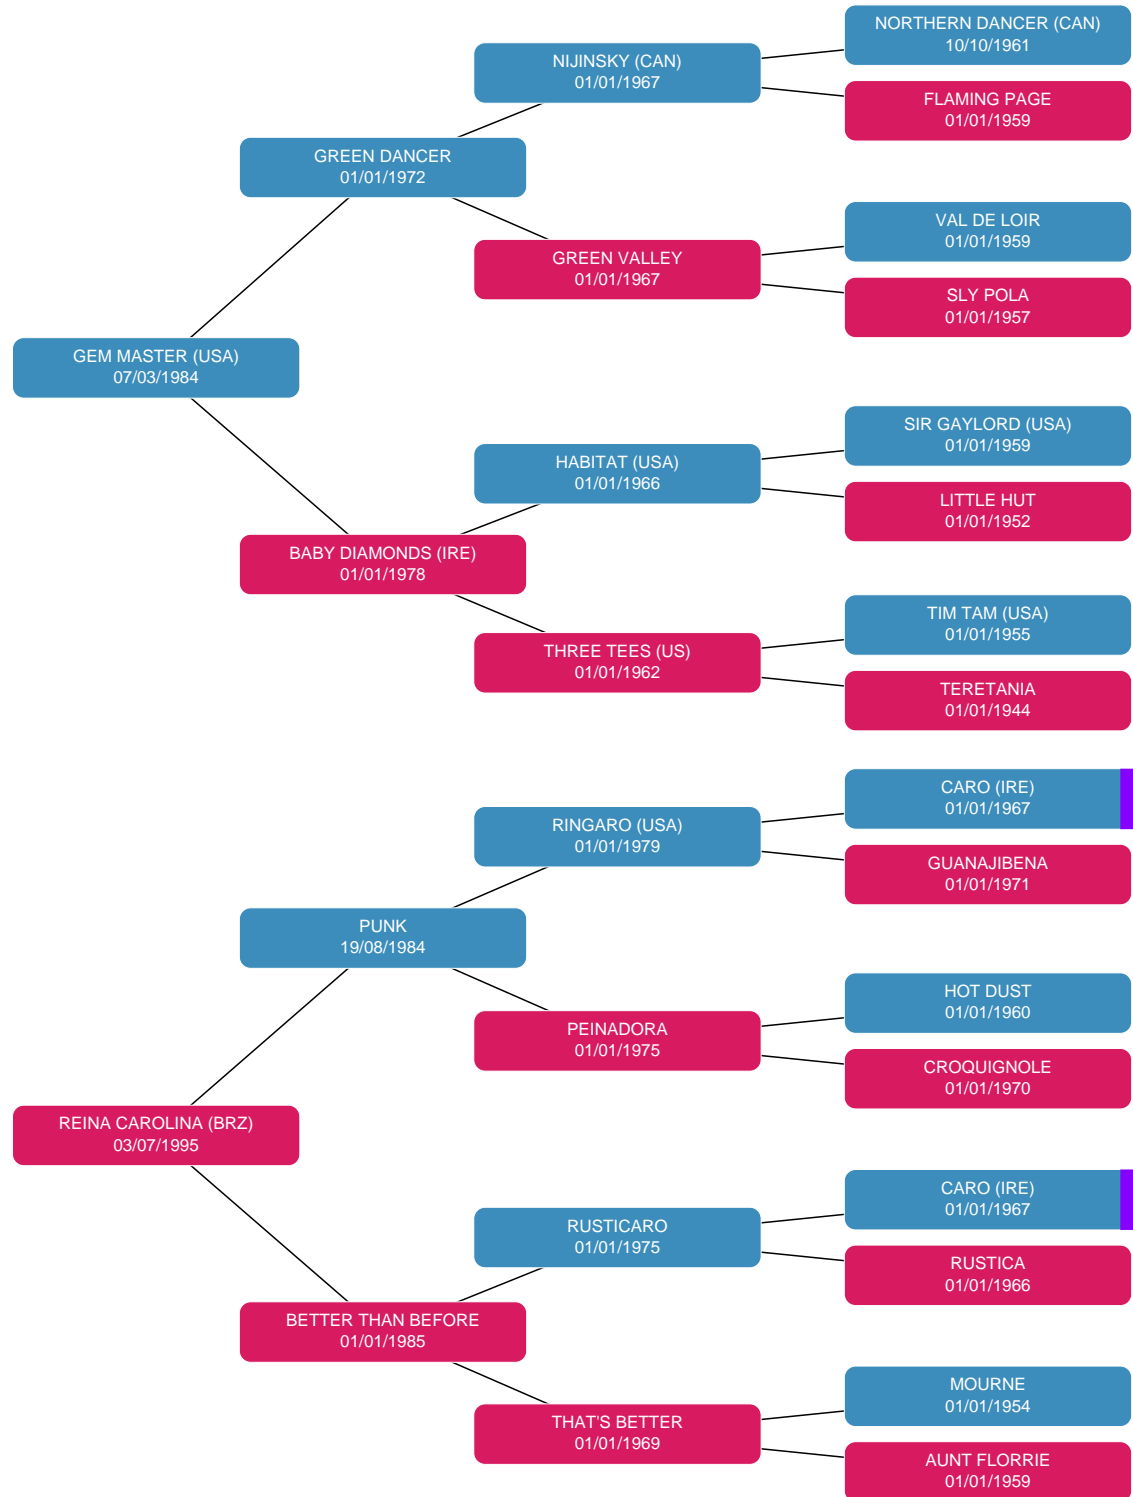 NORTHERN DANCER (CAN)
10/10/1961
NIJINSKY (CAN)
01/01/1967
FLAMING PAGE
01/01/1959
GREEN DANCER
01/01/1972
VAL DE LOIR
01/01/1959
GREEN VALLEY
01/01/1967
SLY POLA
01/01/1957
GEM MASTER (USA)
07/03/1984
SIR GAYLORD (USA)
01/01/1959
HABITAT (USA)
01/01/1966
LITTLE HUT
01/01/1952
BABY DIAMONDS (IRE)
01/01/1978
TIM TAM (USA)
01/01/1955
THREE TEES (US)
01/01/1962
TERETANIA
01/01/1944
CARO (IRE)
01/01/1967
RINGARO (USA)
01/01/1979
GUANAJIBENA
01/01/1971
PUNK
19/08/1984
HOT DUST
01/01/1960
PEINADORA
01/01/1975
CROQUIGNOLE
01/01/1970
REINA CAROLINA (BRZ)
03/07/1995
CARO (IRE)
01/01/1967
RUSTICARO
01/01/1975
RUSTICA
01/01/1966
BETTER THAN BEFORE
01/01/1985
MOURNE
01/01/1954
THAT'S BETTER
01/01/1969
AUNT FLORRIE
01/01/1959